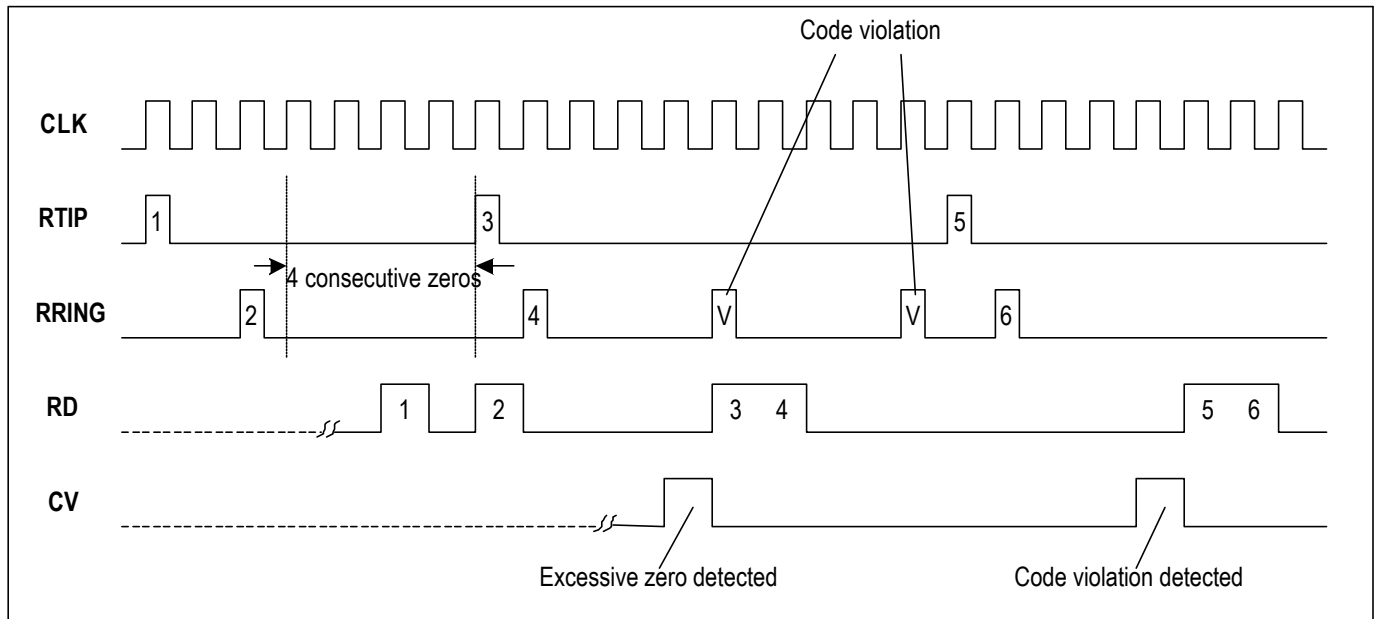 Code violation
CLK
RTIP
1
3
5
4 consecutive zeros
RRING
2
4
V
V
6
RD
1
2
3 4
5 6
CV
Excessive zero detected
Code violation detected